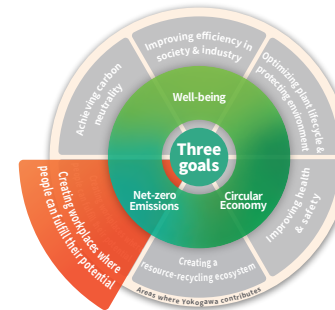 Improving efficiency in
society & industry
Achieving carbon
neutrality
Optimizing plant lifecycle &
protecting environment
Well-being
Three
goals
Net-zero
Emissions
Circular
Economy
Creating workplaces where
people can fulfill their potential
Improving health
& safety
Creating a
resource-recycling ecosystem
Areas where Yokogawa contributes